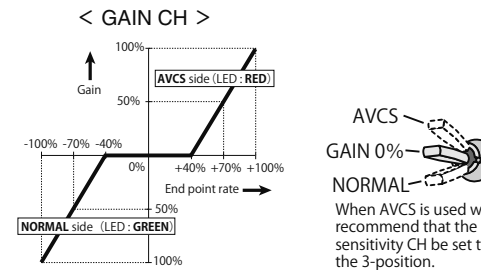 < GAIN CH >
100%
AVCS side (LED : RED)
Gain
50%
-100% -70% -40%
0%
+40% +70% +100%
End point rate
50%
NORMAL side (LED : GREEN)
100%
AVCS
GAIN 0%
NORMAL
When AVCS is used
recommend that the
sensitivity CH be set
the 3-position.